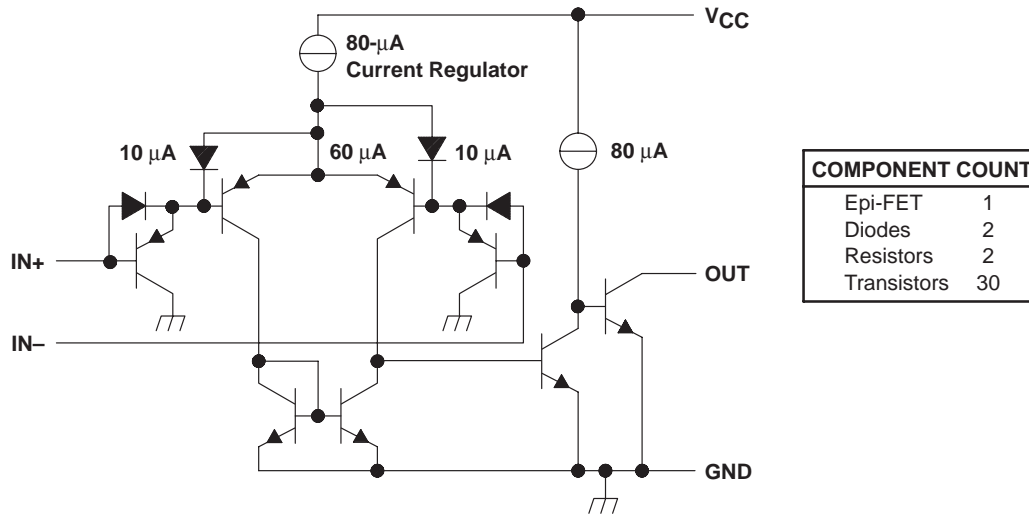 VCC
80-µA
Current Regulator
10 µA
60 µA
10 µA
80 µA
IN+
IN–
OUT
GND
COMPONENT COUNT
Epi-FET 1
Diodes 2
Resistors 2
Transistors 30